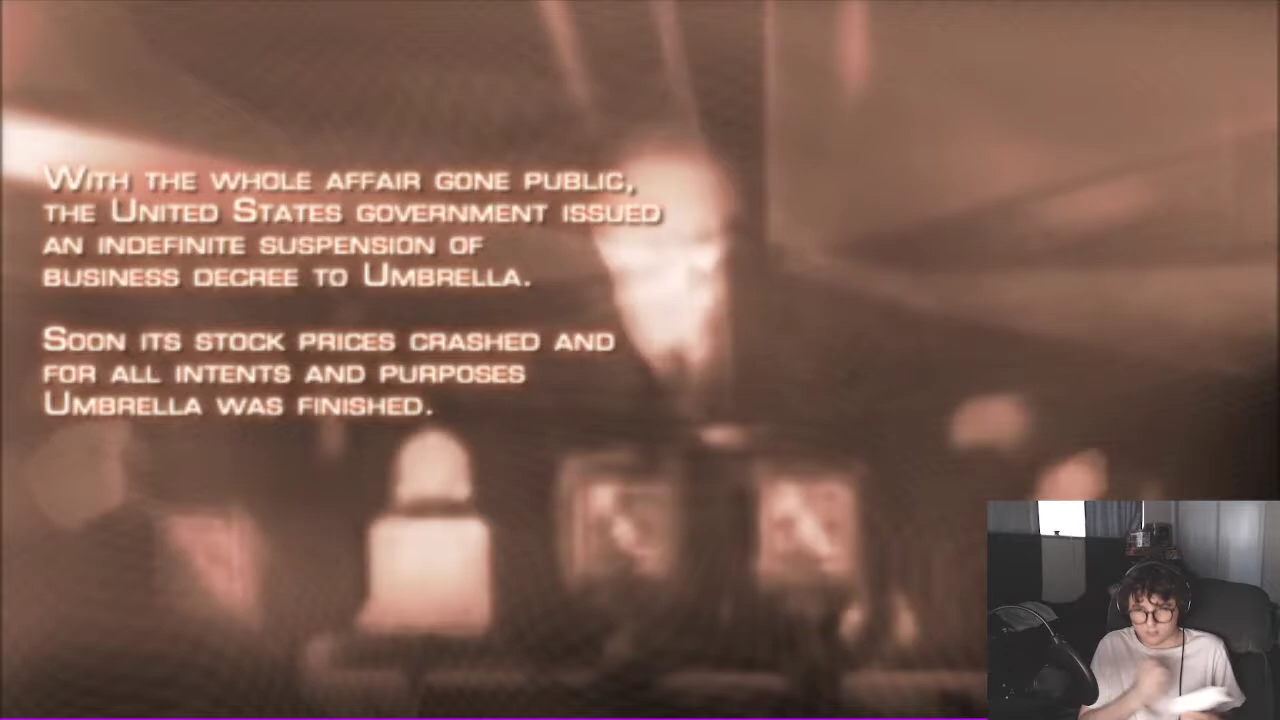 With the whole affair gone public,
the United States government issued
an indefinite suspension of
business decree to Umbrella.
Soon its stock prices crashed and
for all intents and purposes
Umbrella was finished.